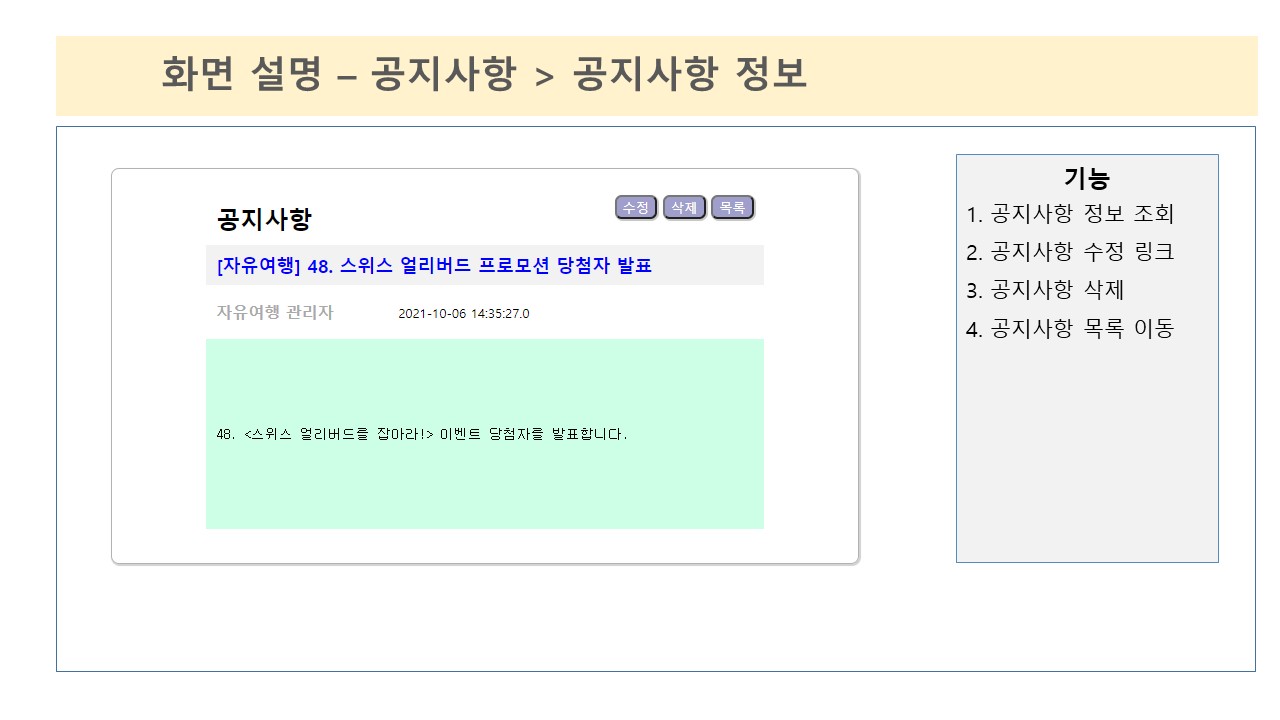 화면 설명 – 공지사항 > 공지사항 정보
공지사항
수정 삭제 목록
[자유여행] 48. 스위스 얼리버드 프로모션 당첨자 발표
자유여행 관리자 2021-10-06 14:35:27.0
48. <스위스 얼리버드를 잡아라!> 이벤트 당첨자를 발표합니다.
기능
1. 공지사항 정보 조회
2. 공지사항 수정 링크
3. 공지사항 삭제
4. 공지사항 목록 이동